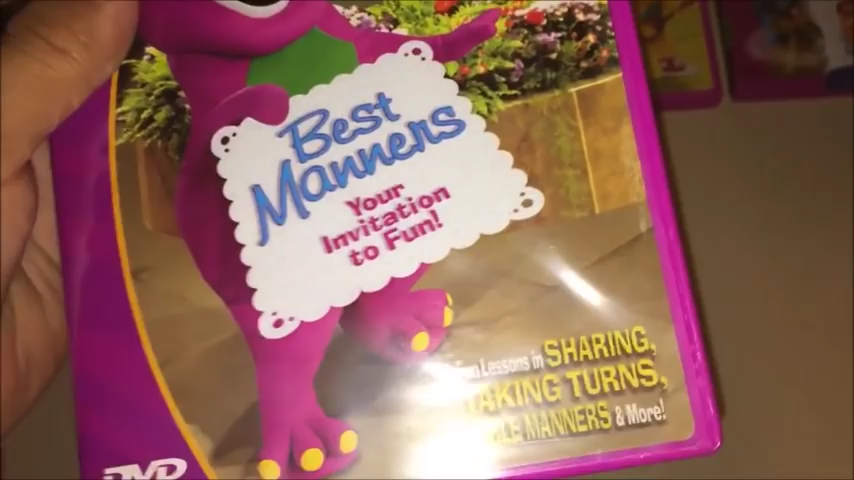 Best
Manners
Your
Invitation
to Fun!
Lessons in SHARING,
TAKING TURNS,
MANNERS & More!
DVD